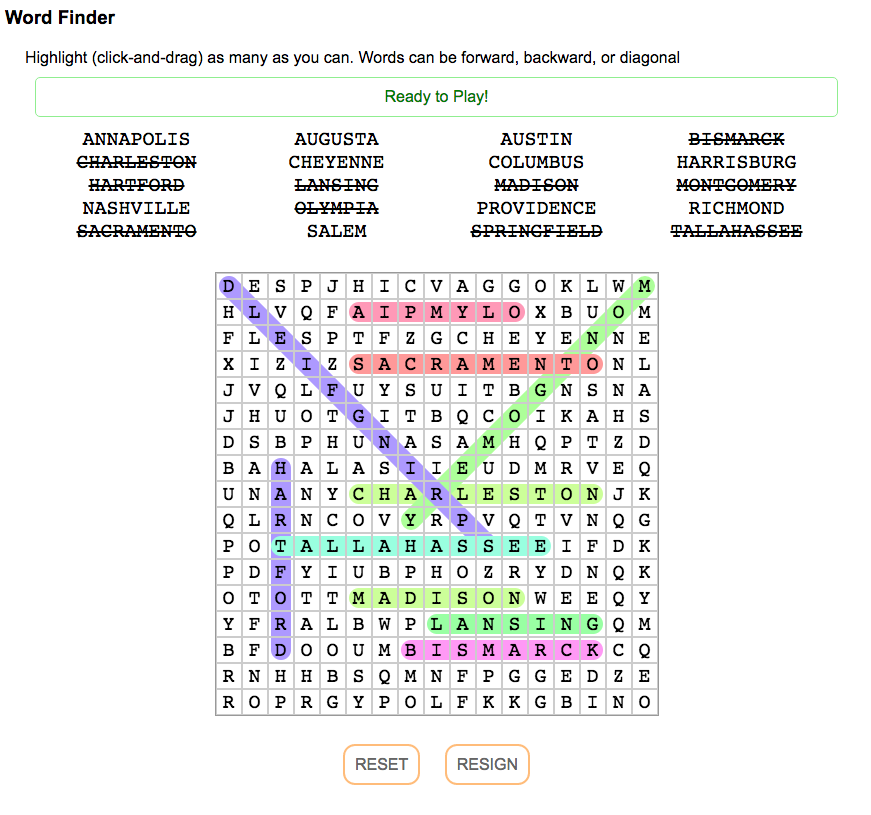 Word Finder
Highlight (click-and-drag) as many as you can. Words can be forward, backward, or diagonal
Ready to Play!
ANNAPOLIS AUGUSTA AUSTIN BISMARCK
CHARLESTON CHEYENNE COLUMBUS HARRISBURG
HARTFORD LANSING MADISON MONTGOMERY
NASHVILLE OLYMPIA PROVIDENCE RICHMOND
SACRAMENTO SALEM SPRINGFIELD TALLAHASSEE
D E S P J H I C V A G G O K L W M
H L V Q F A I P M Y L O X B U O M
F L E S P T F Z G C H E Y E N N E
X I Z I Z S A C R A M E N T O N L
J V Q L F U Y S U I T B G N S N A
J H U O T G I T B Q C O I K A H S
D S B P H U N A S A M H Q P T Z D
B A H A L A S I I E U D M R V E Q
U N A N Y C H A R L E S T O N J K
Q L R N C O V Y R P V Q T V N Q G
P O T A L L A H A S S E E I F D K
P D F Y I U B P H O Z R Y D N Q K
O T O T T M A D I S O N W E E Q Y
Y F R A L B W P L A N S I N G Q M
B F D O O U M B I S M A R C K C Q
R N H H B S Q M N F P G G E D Z E
R O P R G Y P O L F K K G B I N O
RESET RESIGN